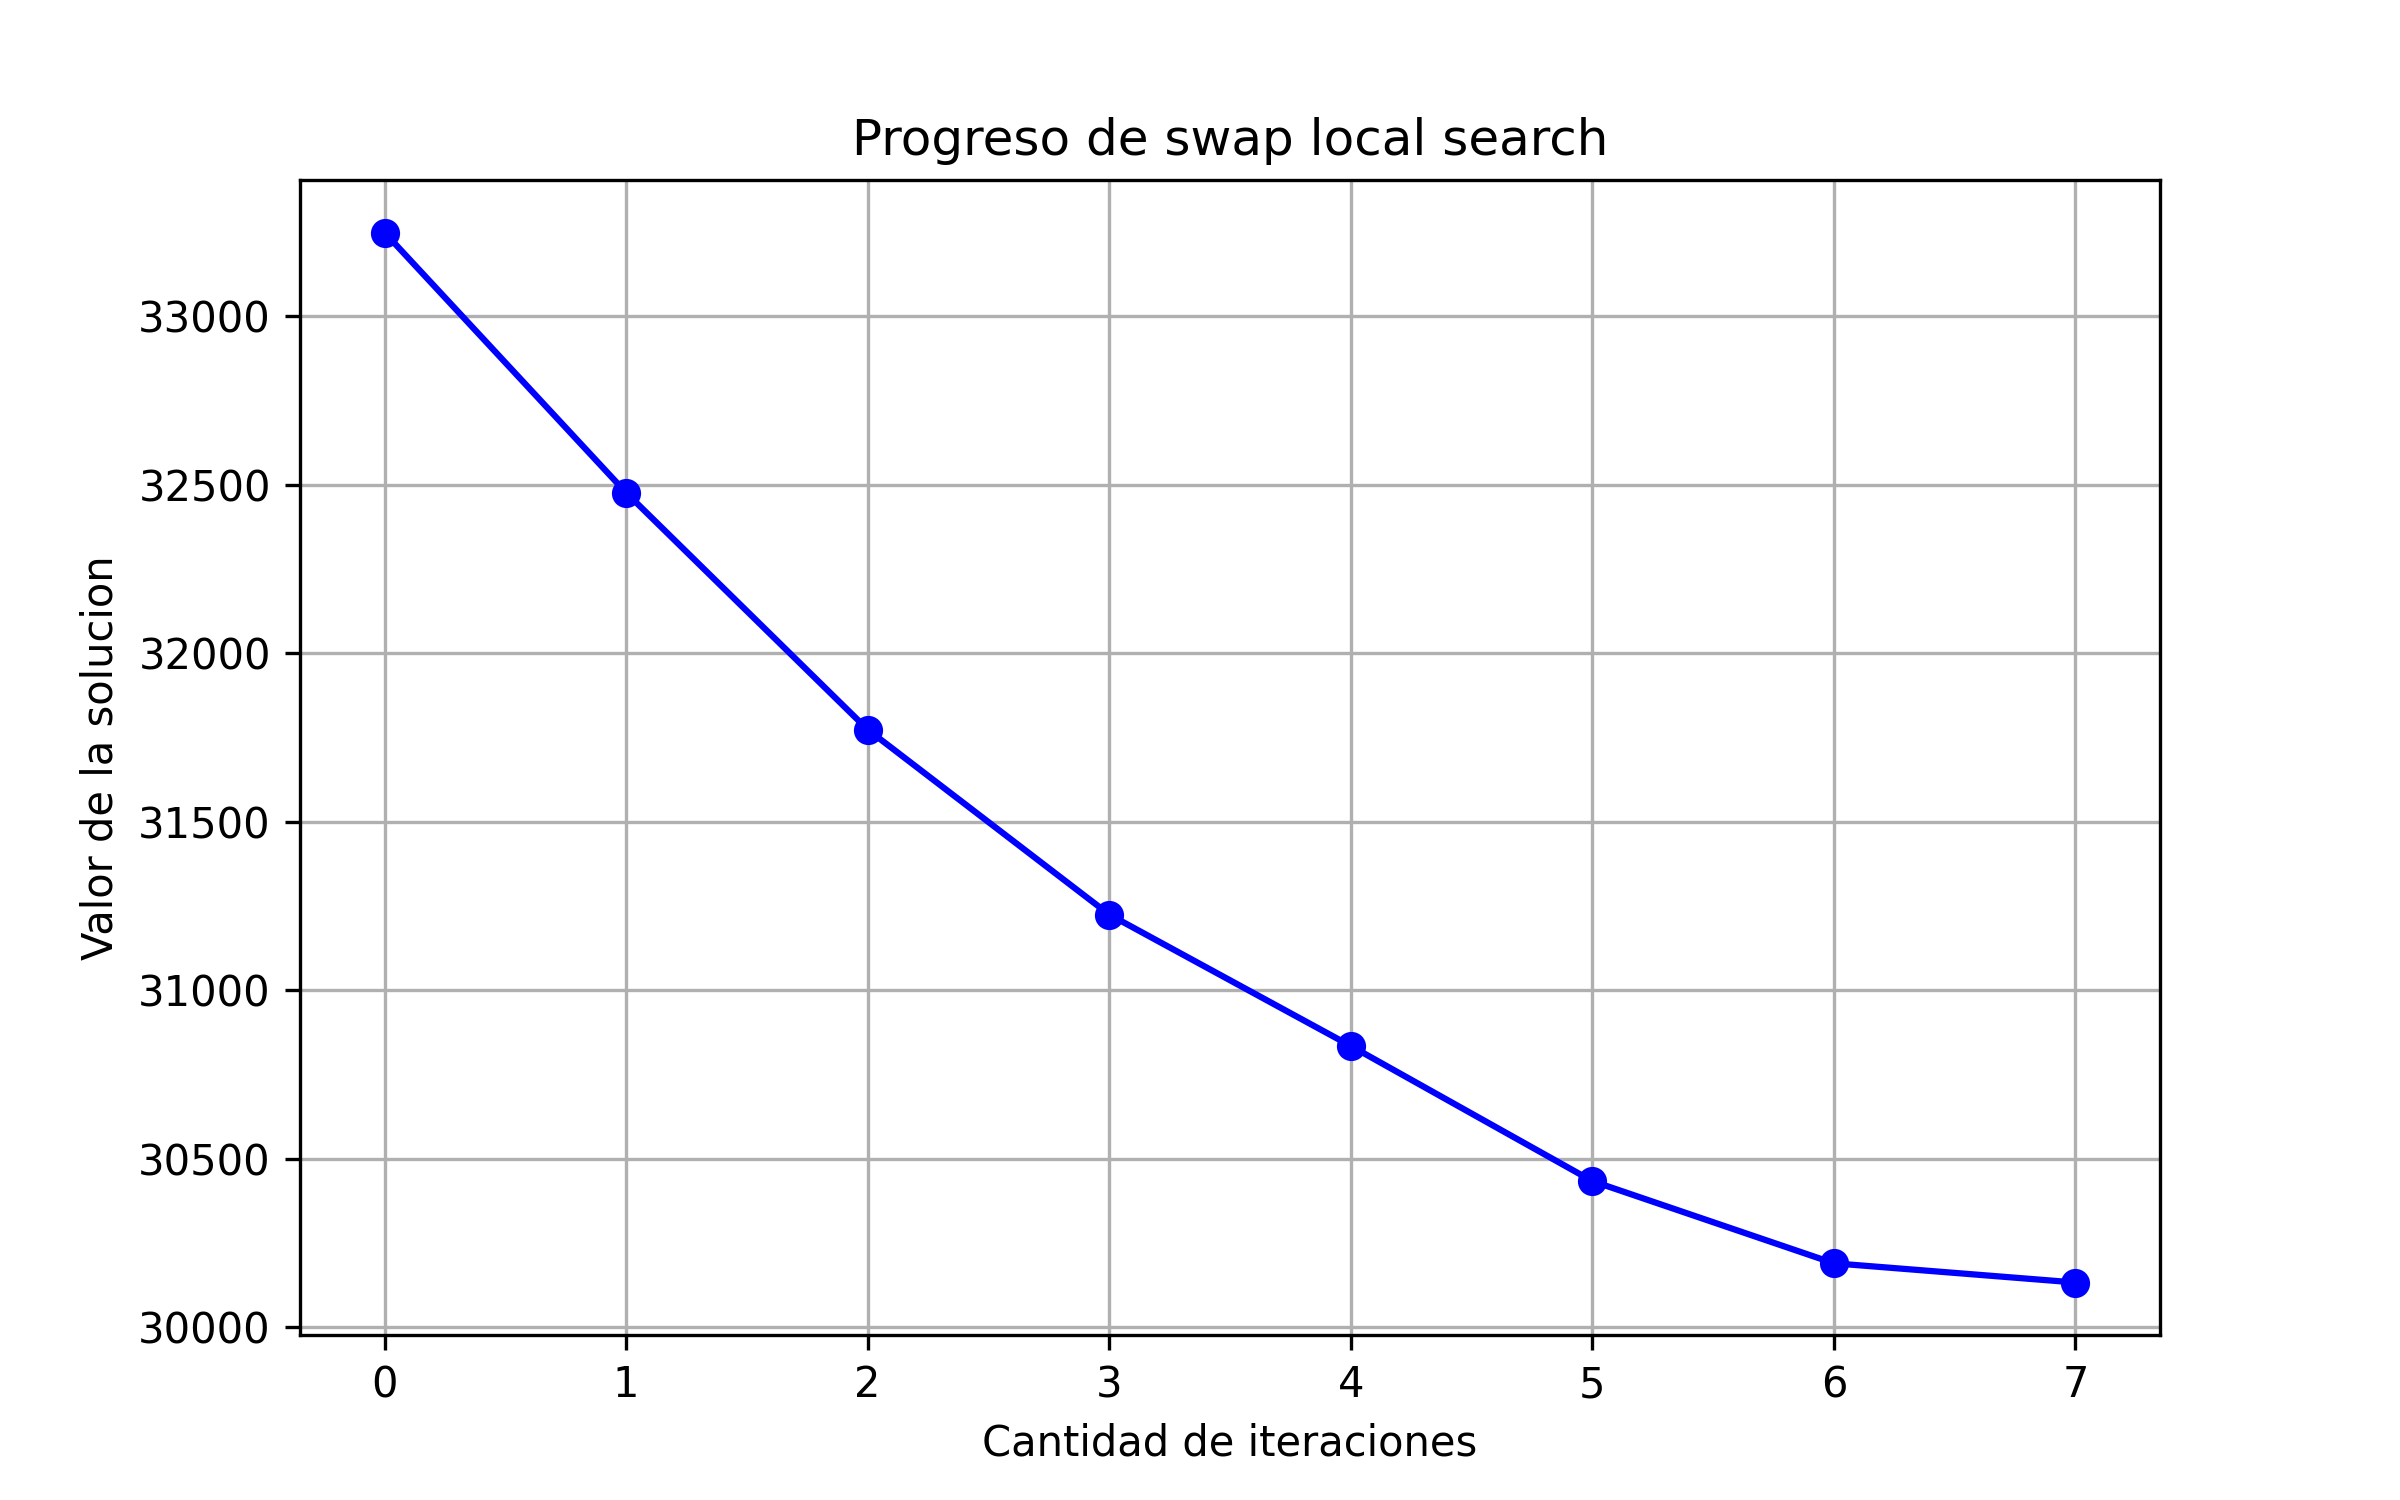 Progreso de swap local search
Valor de la solucion
33000
32500
32000
31500
31000
30500
30000
0 1 2 3 4 5 6 7
Cantidad de iteraciones